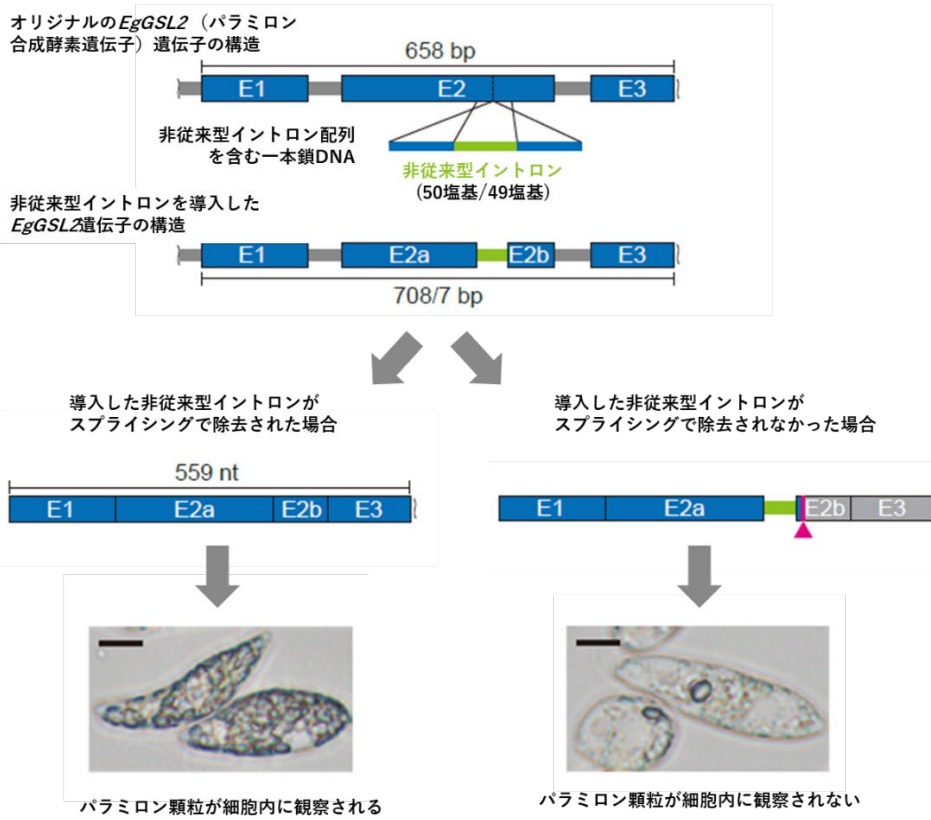 オリジナルのEgGSL2 （パラミロン
合成酵素遺伝子）遺伝子の構造
658 bp
E1
E2
E3
非従来型イントロン配列
を含む一本鎖DNA
非従来型イントロン
(50塩基/49塩基)
非従来型イントロンを導入した
EgGSL2遺伝子の構造
E1
E2a
E2b
E3
708/7 bp
導入した非従来型イントロンが
スプライシングで除去された場合
導入した非従来型イントロンが
スプライシングで除去されなかった場合
559 nt
E1
E2a
E2b
E3
E1
E2a
E2b
E3
パラミロン顆粒が細胞内に観察される
パラミロン顆粒が細胞内に観察されない